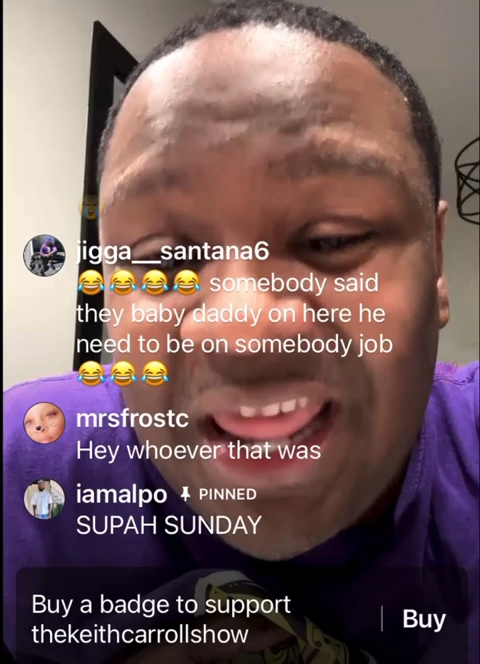 jigga__santana6
😂😂😂😂 somebody said
they baby daddy on here he
need to be on somebody job
😂😂😂
mrsfrostc
Hey whoever that was
iamalpo PINNED
SUPAH SUNDAY
Buy a badge to support
thekeithcarrollshow
Buy